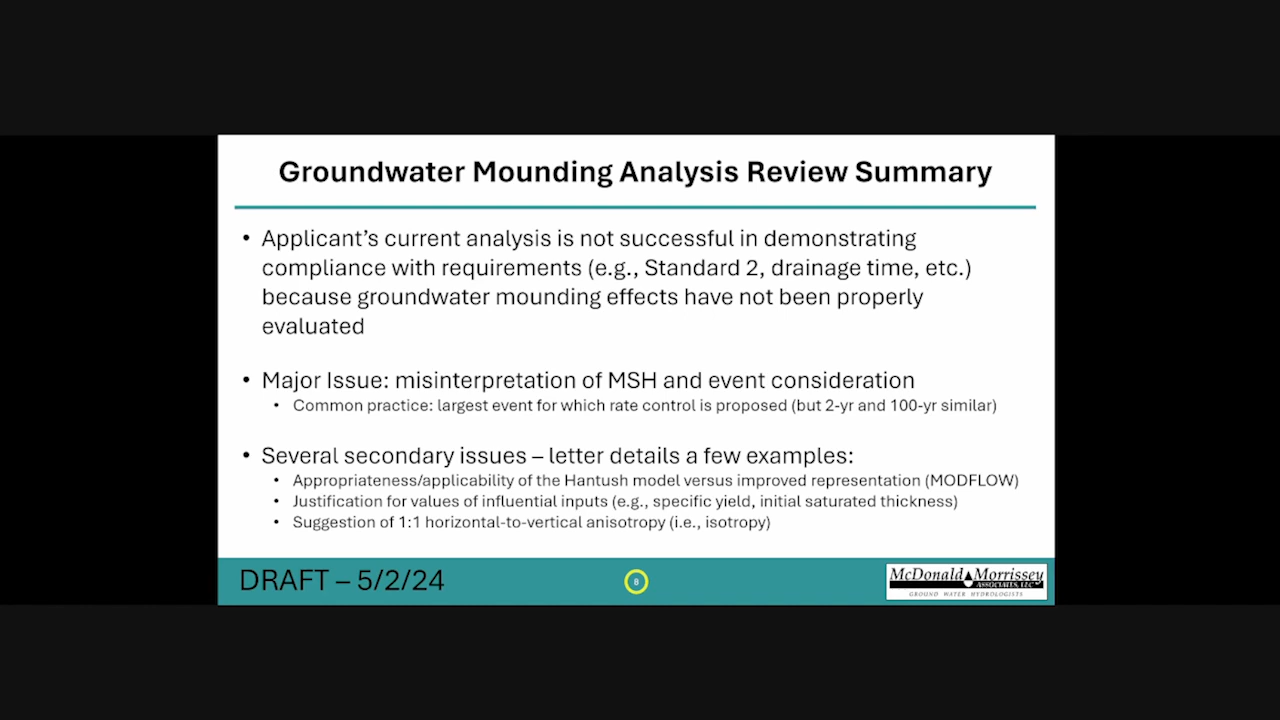 Groundwater Mounding Analysis Review Summary
• Applicant's current analysis is not successful in demonstrating
compliance with requirements (e.g., Standard 2, drainage time, etc.)
because groundwater mounding effects have not been properly
evaluated
• Major Issue: misinterpretation of MSH and event consideration
• Common practice: largest event for which rate control is proposed (but 2-yr and 100-yr similar)
• Several secondary issues – letter details a few examples:
• Appropriateness/applicability of the Hantush model versus improved representation (MODFLOW)
• Justification for values of influential inputs (e.g., specific yield, initial saturated thickness)
• Suggestion of 1:1 horizontal-to-vertical anisotropy (i.e., isotropy)
DRAFT – 5/2/24
8
McDonald Morrissey
ASSOCIATES, LLC
GROUND WATER HYDROLOGISTS